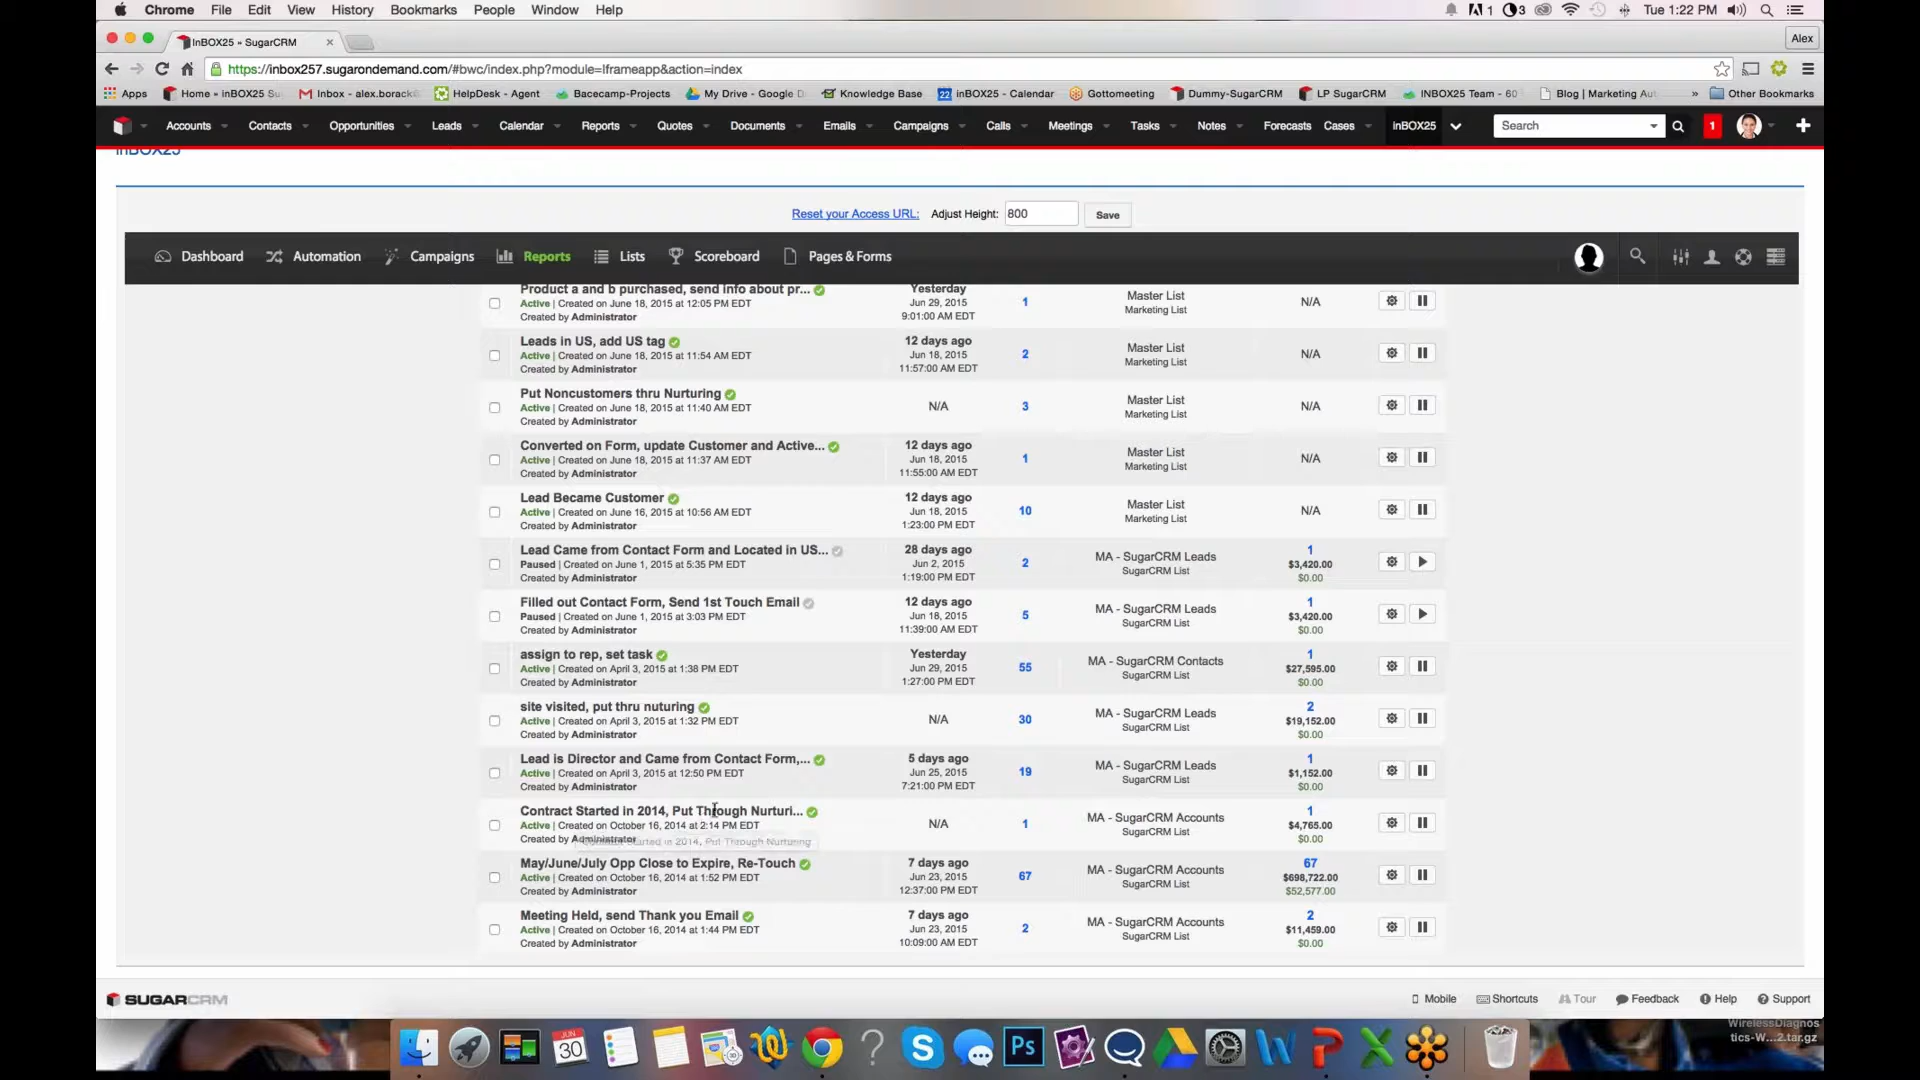 Chrome File Edit View History Bookmarks People Window Help
1 3 Tue 1:22 PM
InBOX25 » SugarCRM
Alex
https://inbox257.sugarondemand.com/#bwc/index.php?module=Iframeapp&action=index
Apps Home » inBOX25 Su Inbox - alex.borack HelpDesk - Agent Bacecamp-Projects My Drive - Google D Knowledge Base 22 inBOX25 - Calendar Gottomeeting Dummy-SugarCRM LP SugarCRM INBOX25 Team - 60 Blog | Marketing Aut » Other Bookmarks
Accounts Contacts Opportunities Leads Calendar Reports Quotes Documents Emails Campaigns Calls Meetings Tasks Notes Forecasts Cases inBOX25 Search 1
InBOX25
Reset your Access URL: Adjust Height: 800 Save
Dashboard Automation Campaigns Reports Lists Scoreboard Pages & Forms
Product a and b purchased, send info about pr...
Active | Created on June 18, 2015 at 12:05 PM EDT
Created by Administrator
Yesterday
Jun 29, 2015
9:01:00 AM EDT
1
Master List
Marketing List
N/A
Leads in US, add US tag
Active | Created on June 18, 2015 at 11:54 AM EDT
Created by Administrator
12 days ago
Jun 18, 2015
11:57:00 AM EDT
2
Master List
Marketing List
N/A
Put Noncustomers thru Nurturing
Active | Created on June 18, 2015 at 11:40 AM EDT
Created by Administrator
N/A
3
Master List
Marketing List
N/A
Converted on Form, update Customer and Active...
Active | Created on June 18, 2015 at 11:37 AM EDT
Created by Administrator
12 days ago
Jun 18, 2015
11:55:00 AM EDT
1
Master List
Marketing List
N/A
Lead Became Customer
Active | Created on June 16, 2015 at 10:56 AM EDT
Created by Administrator
12 days ago
Jun 18, 2015
1:23:00 PM EDT
10
Master List
Marketing List
N/A
Lead Came from Contact Form and Located in US...
Paused | Created on June 1, 2015 at 5:35 PM EDT
Created by Administrator
28 days ago
Jun 2, 2015
1:19:00 PM EDT
2
MA - SugarCRM Leads
SugarCRM List
1
$3,420.00
$0.00
Filled out Contact Form, Send 1st Touch Email
Paused | Created on June 1, 2015 at 3:03 PM EDT
Created by Administrator
12 days ago
Jun 18, 2015
11:39:00 AM EDT
5
MA - SugarCRM Leads
SugarCRM List
1
$3,420.00
$0.00
assign to rep, set task
Active | Created on April 3, 2015 at 1:38 PM EDT
Created by Administrator
Yesterday
Jun 29, 2015
1:27:00 PM EDT
55
MA - SugarCRM Contacts
SugarCRM List
1
$27,595.00
$0.00
site visited, put thru nuturing
Active | Created on April 3, 2015 at 1:32 PM EDT
Created by Administrator
N/A
30
MA - SugarCRM Leads
SugarCRM List
2
$19,152.00
$0.00
Lead is Director and Came from Contact Form,...
Active | Created on April 3, 2015 at 12:50 PM EDT
Created by Administrator
5 days ago
Jun 25, 2015
7:21:00 PM EDT
19
MA - SugarCRM Leads
SugarCRM List
1
$1,152.00
$0.00
Contract Started in 2014, Put Through Nurturi...
Active | Created on October 16, 2014 at 2:14 PM EDT
Created by Administrator
Started in 2014, Put Through Nurturing
N/A
1
MA - SugarCRM Accounts
SugarCRM List
1
$4,765.00
$0.00
May/June/July Opp Close to Expire, Re-Touch
Active | Created on October 16, 2014 at 1:52 PM EDT
Created by Administrator
7 days ago
Jun 23, 2015
12:37:00 PM EDT
67
MA - SugarCRM Accounts
SugarCRM List
67
$698,722.00
$52,577.00
Meeting Held, send Thank you Email
Active | Created on October 16, 2014 at 1:44 PM EDT
Created by Administrator
7 days ago
Jun 23, 2015
10:09:00 AM EDT
2
MA - SugarCRM Accounts
SugarCRM List
2
$11,459.00
$0.00
SUGARCRM
Mobile Shortcuts Tour Feedback Help Support
JUN
30
Ps
WirelessDiagnos
tics-W...2.tar.gz